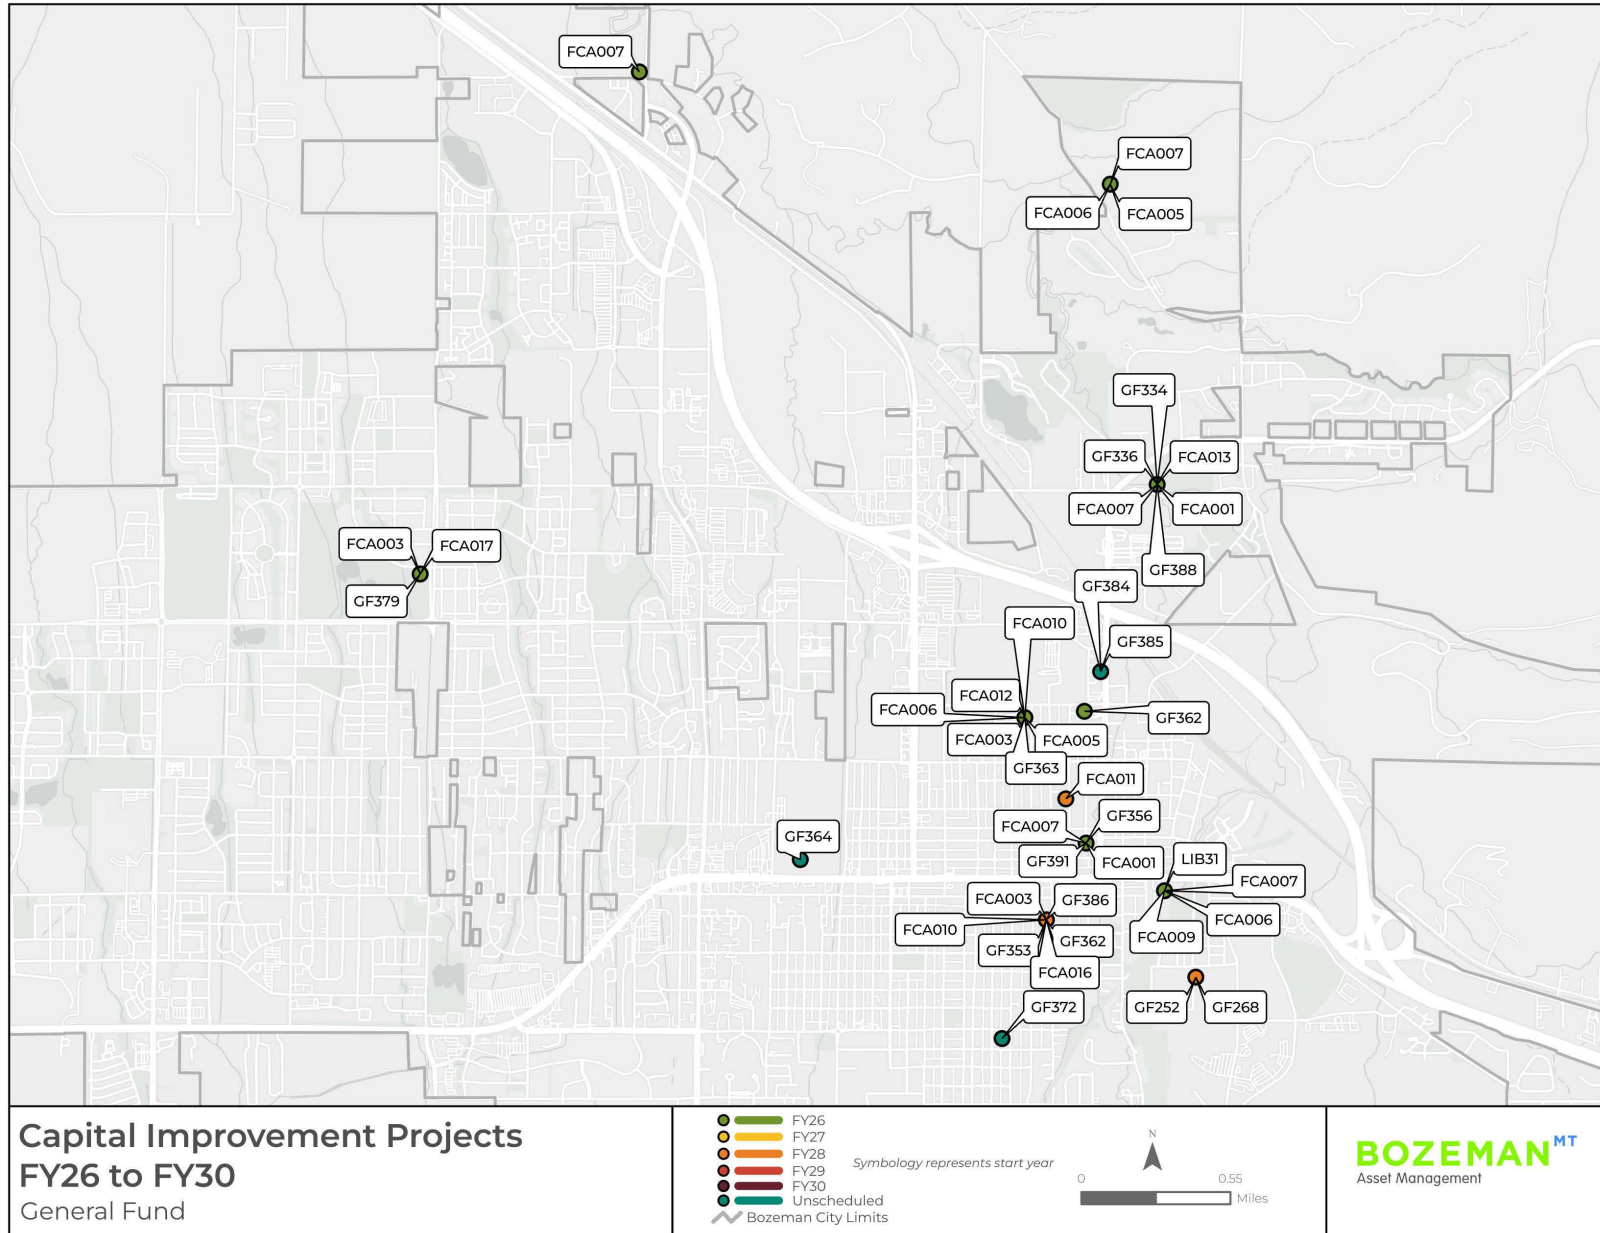 FCA007
FCA007
FCA006
FCA005
GF334
GF336
FCA013
FCA007
FCA001
GF388
FCA003
FCA017
GF379
GF384
GF385
FCA010
FCA012
FCA006
FCA003
FCA005
GF363
GF362
FCA011
FCA007
GF356
GF391
FCA001
GF364
LIB31
FCA007
FCA006
FCA009
FCA003
GF386
FCA010
GF353
GF362
FCA016
GF252
GF268
GF372
Capital Improvement Projects
FY26 to FY30
General Fund
FY26
FY27
FY28
FY29
FY30
Unscheduled
Bozeman City Limits
Symbology represents start year
N
0 0.55
Miles
BOZEMAN MT
Asset Management